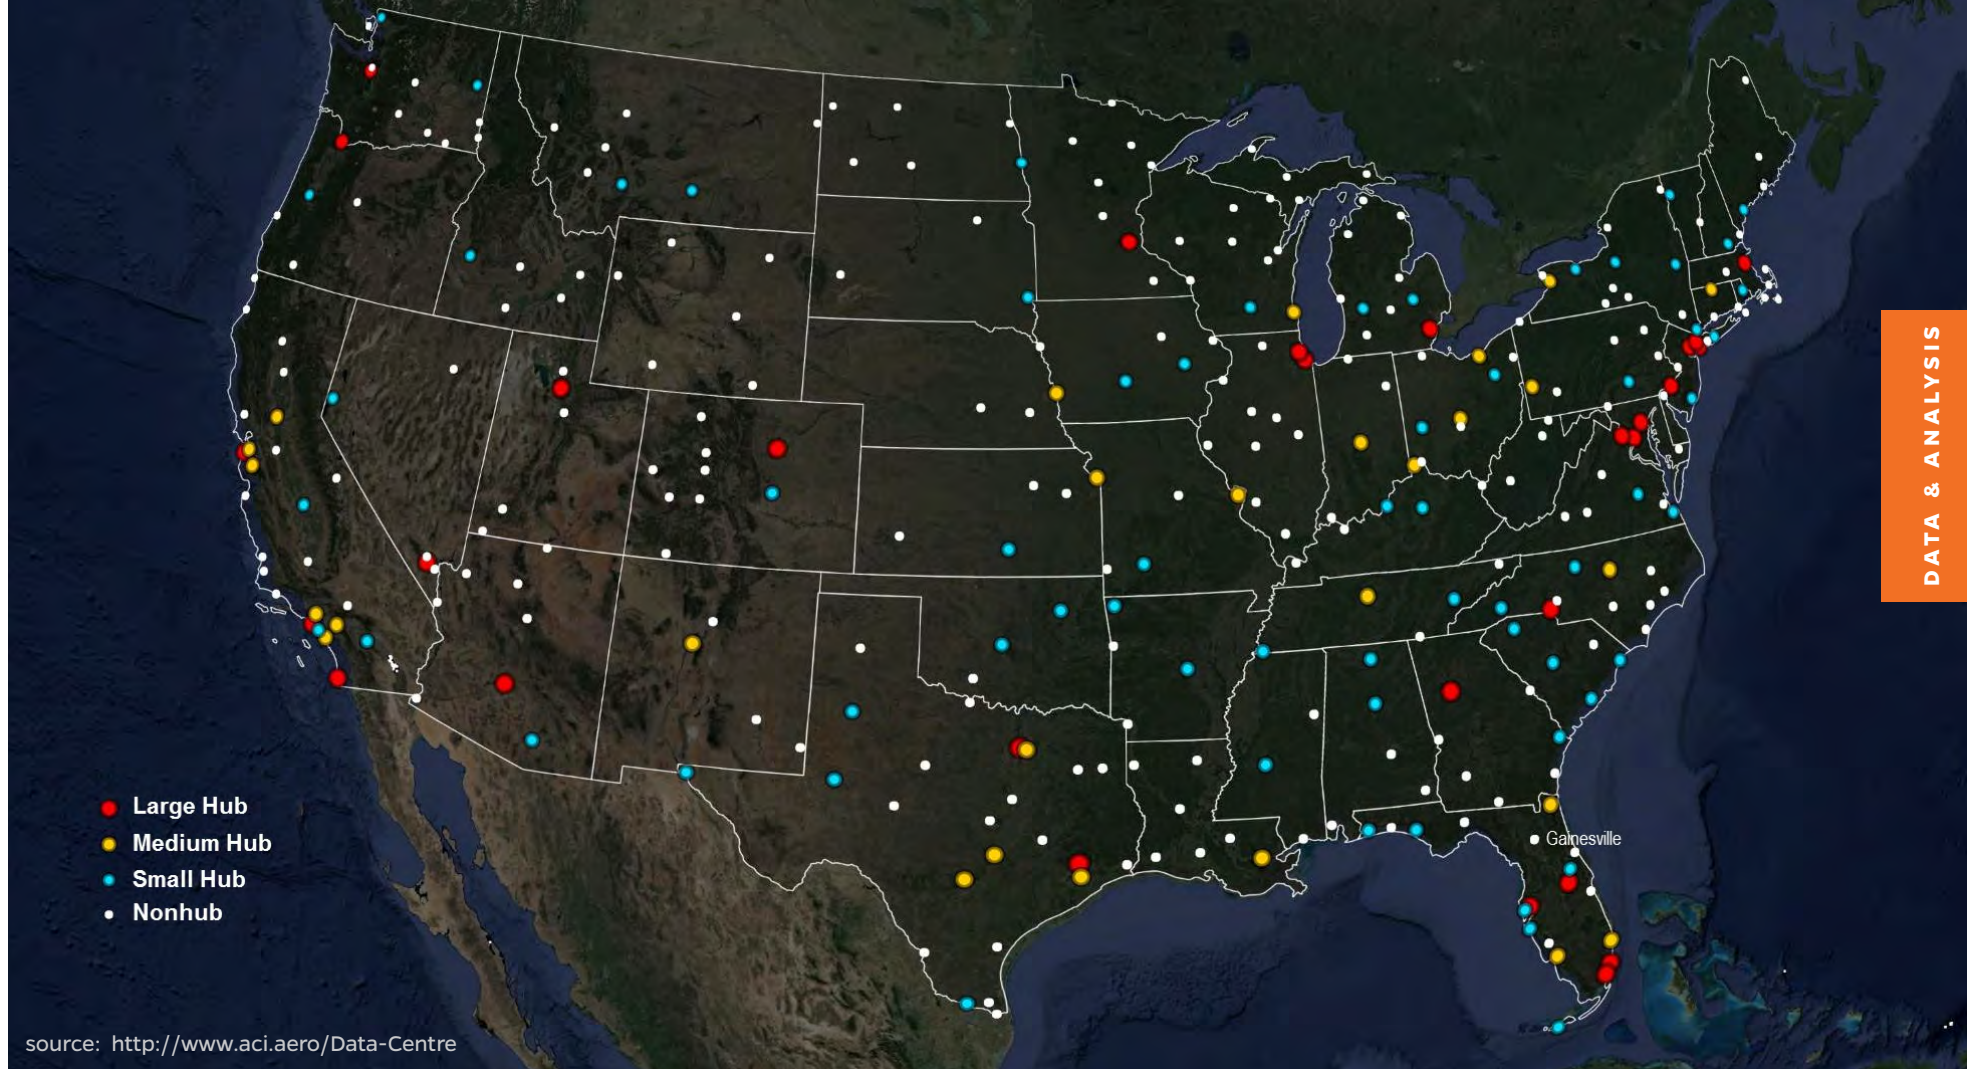 DATA & ANALYSIS
Large Hub
Medium Hub
Small Hub
Nonhub
Gainesville
source: http://www.aci.aero/Data-Centre